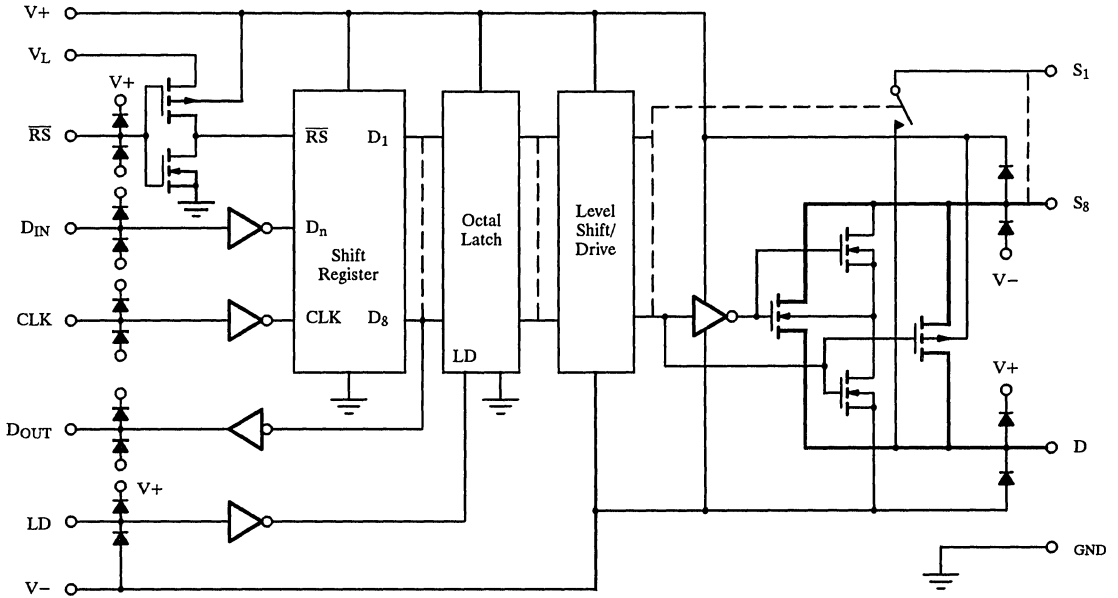 V+
VL
V+
RS
DIN
CLK
DOUT
V+
LD
V−
RS D1
Dn
Shift
Register
CLK D8
Octal
Latch
LD
Level
Shift/
Drive
S1
S8
V−
V+
D
GND